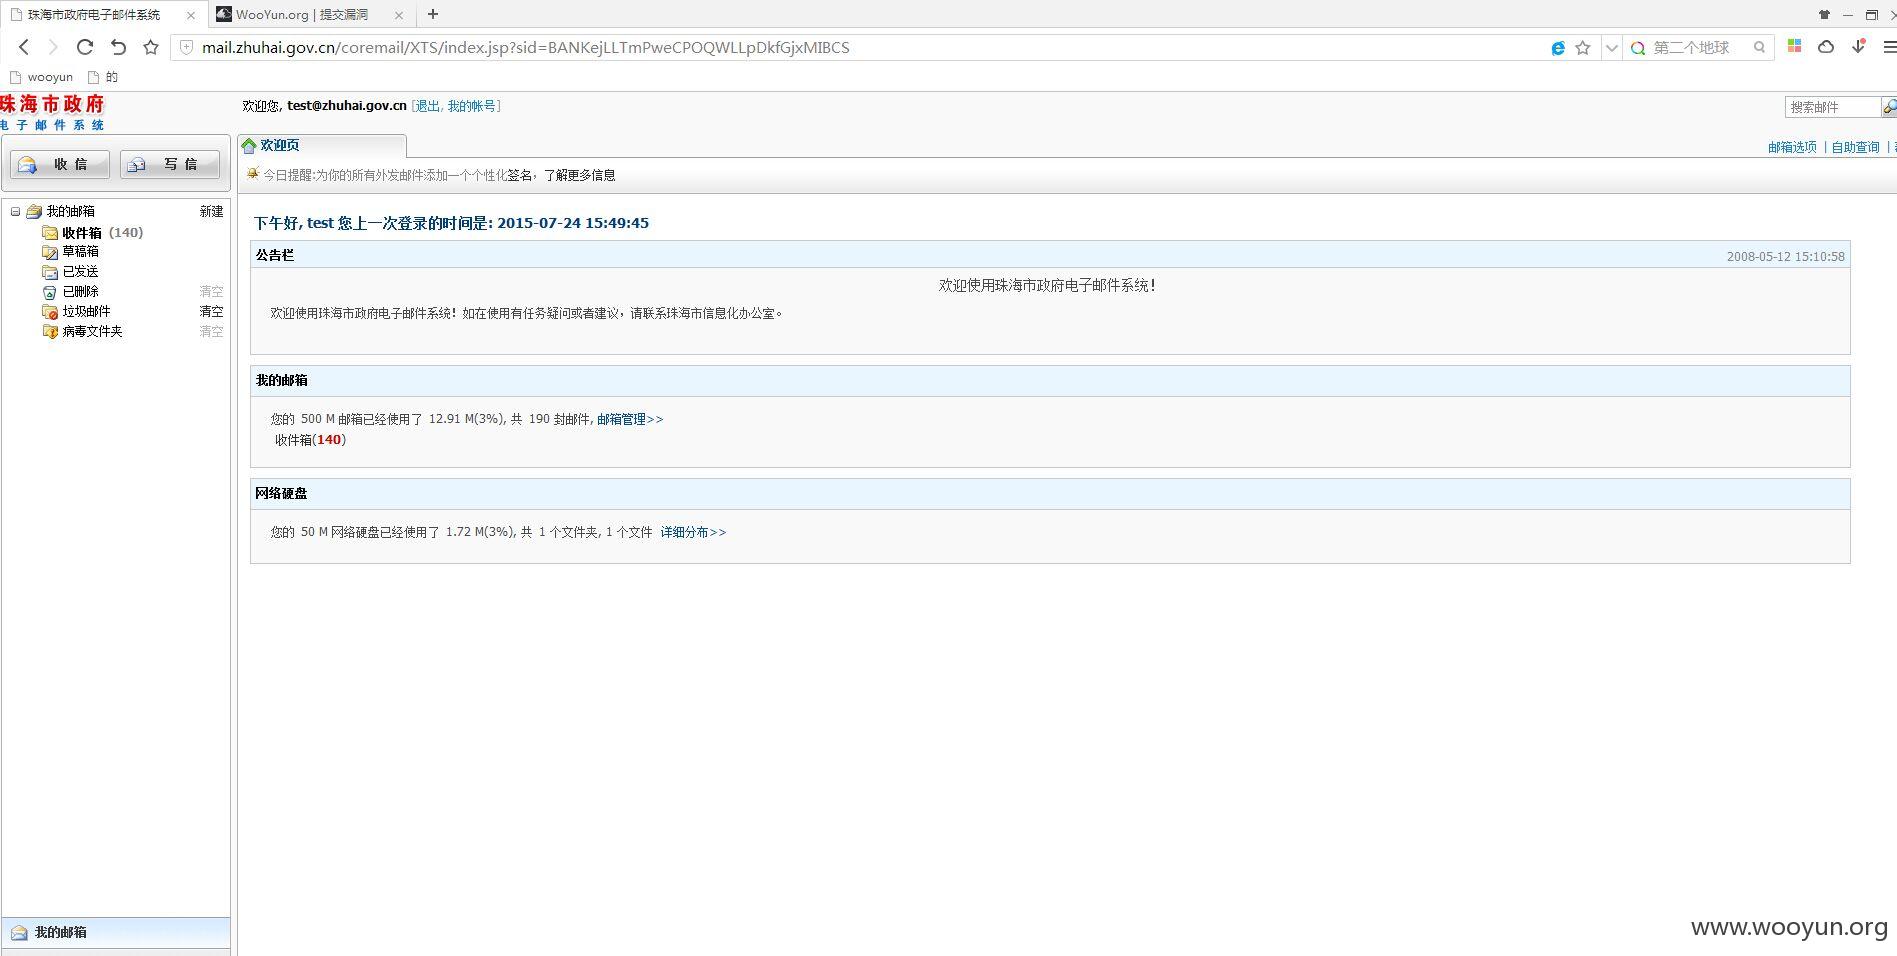 珠海市政府电子邮件系统
WooYun.org | 提交漏洞
mail.zhuhai.gov.cn/coremail/XTS/index.jsp?sid=BANKejLLTmPweCPOQWLLpDkfGjxMIBCS
第二个地球
wooyun 的
珠海市政府
电子邮件系统
欢迎您, test@zhuhai.gov.cn [退出, 我的帐号]
搜索邮件
收 信
写 信
欢迎页
邮箱选项 | 自助查询 |
今日提醒:为你的所有外发邮件添加一个个性化签名，了解更多信息
我的邮箱 新建
收件箱 (140)
草稿箱
已发送
已删除 清空
垃圾邮件 清空
病毒文件夹 清空
下午好, test 您上一次登录的时间是: 2015-07-24 15:49:45
公告栏 2008-05-12 15:10:58
欢迎使用珠海市政府电子邮件系统！
欢迎使用珠海市政府电子邮件系统！如在使用有任务疑问或者建议，请联系珠海市信息化办公室。
我的邮箱
您的 500 M 邮箱已经使用了 12.91 M(3%), 共 190 封邮件, 邮箱管理>>
收件箱(140)
网络硬盘
您的 50 M 网络硬盘已经使用了 1.72 M(3%), 共 1 个文件夹, 1 个文件 详细分布>>
我的邮箱
www.wooyun.org